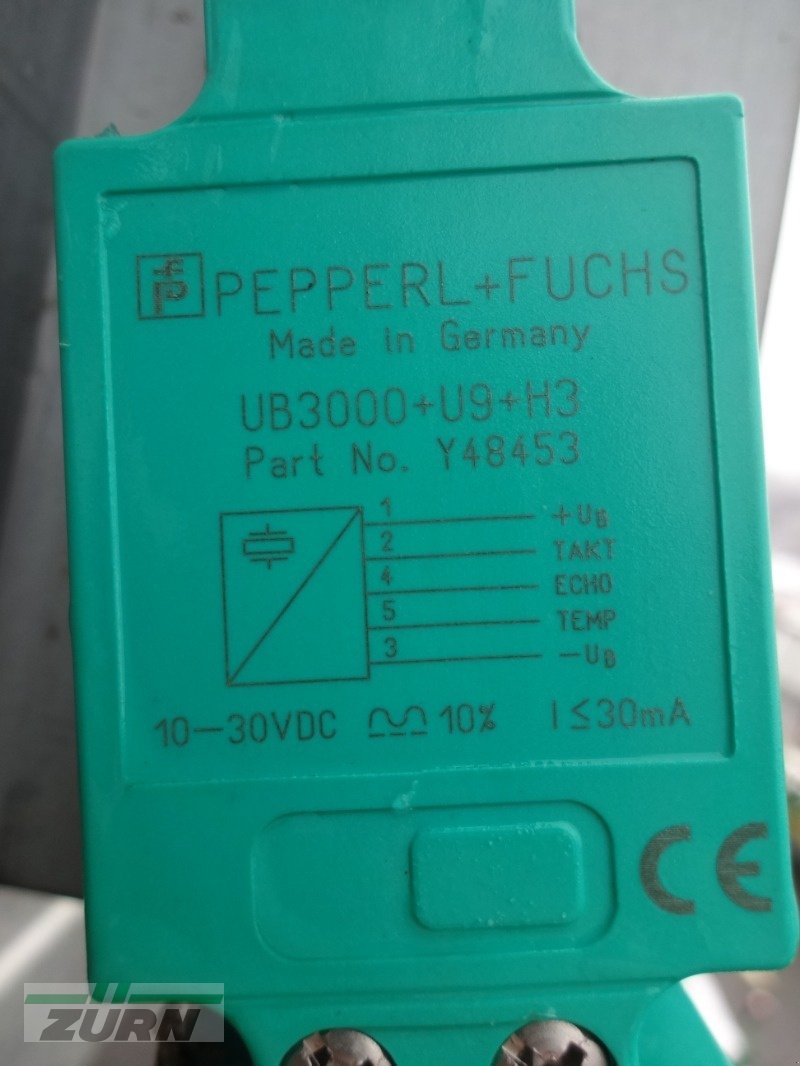 PEPPERL+FUCHS
Made in Germany
UB3000+U9+H3
Part No. Y48453
1 +UB
2 TAKT
4 ECHO
5 TEMP
3 -UB
10-30VDC 10% I≤30mA
CE
ZÜRN